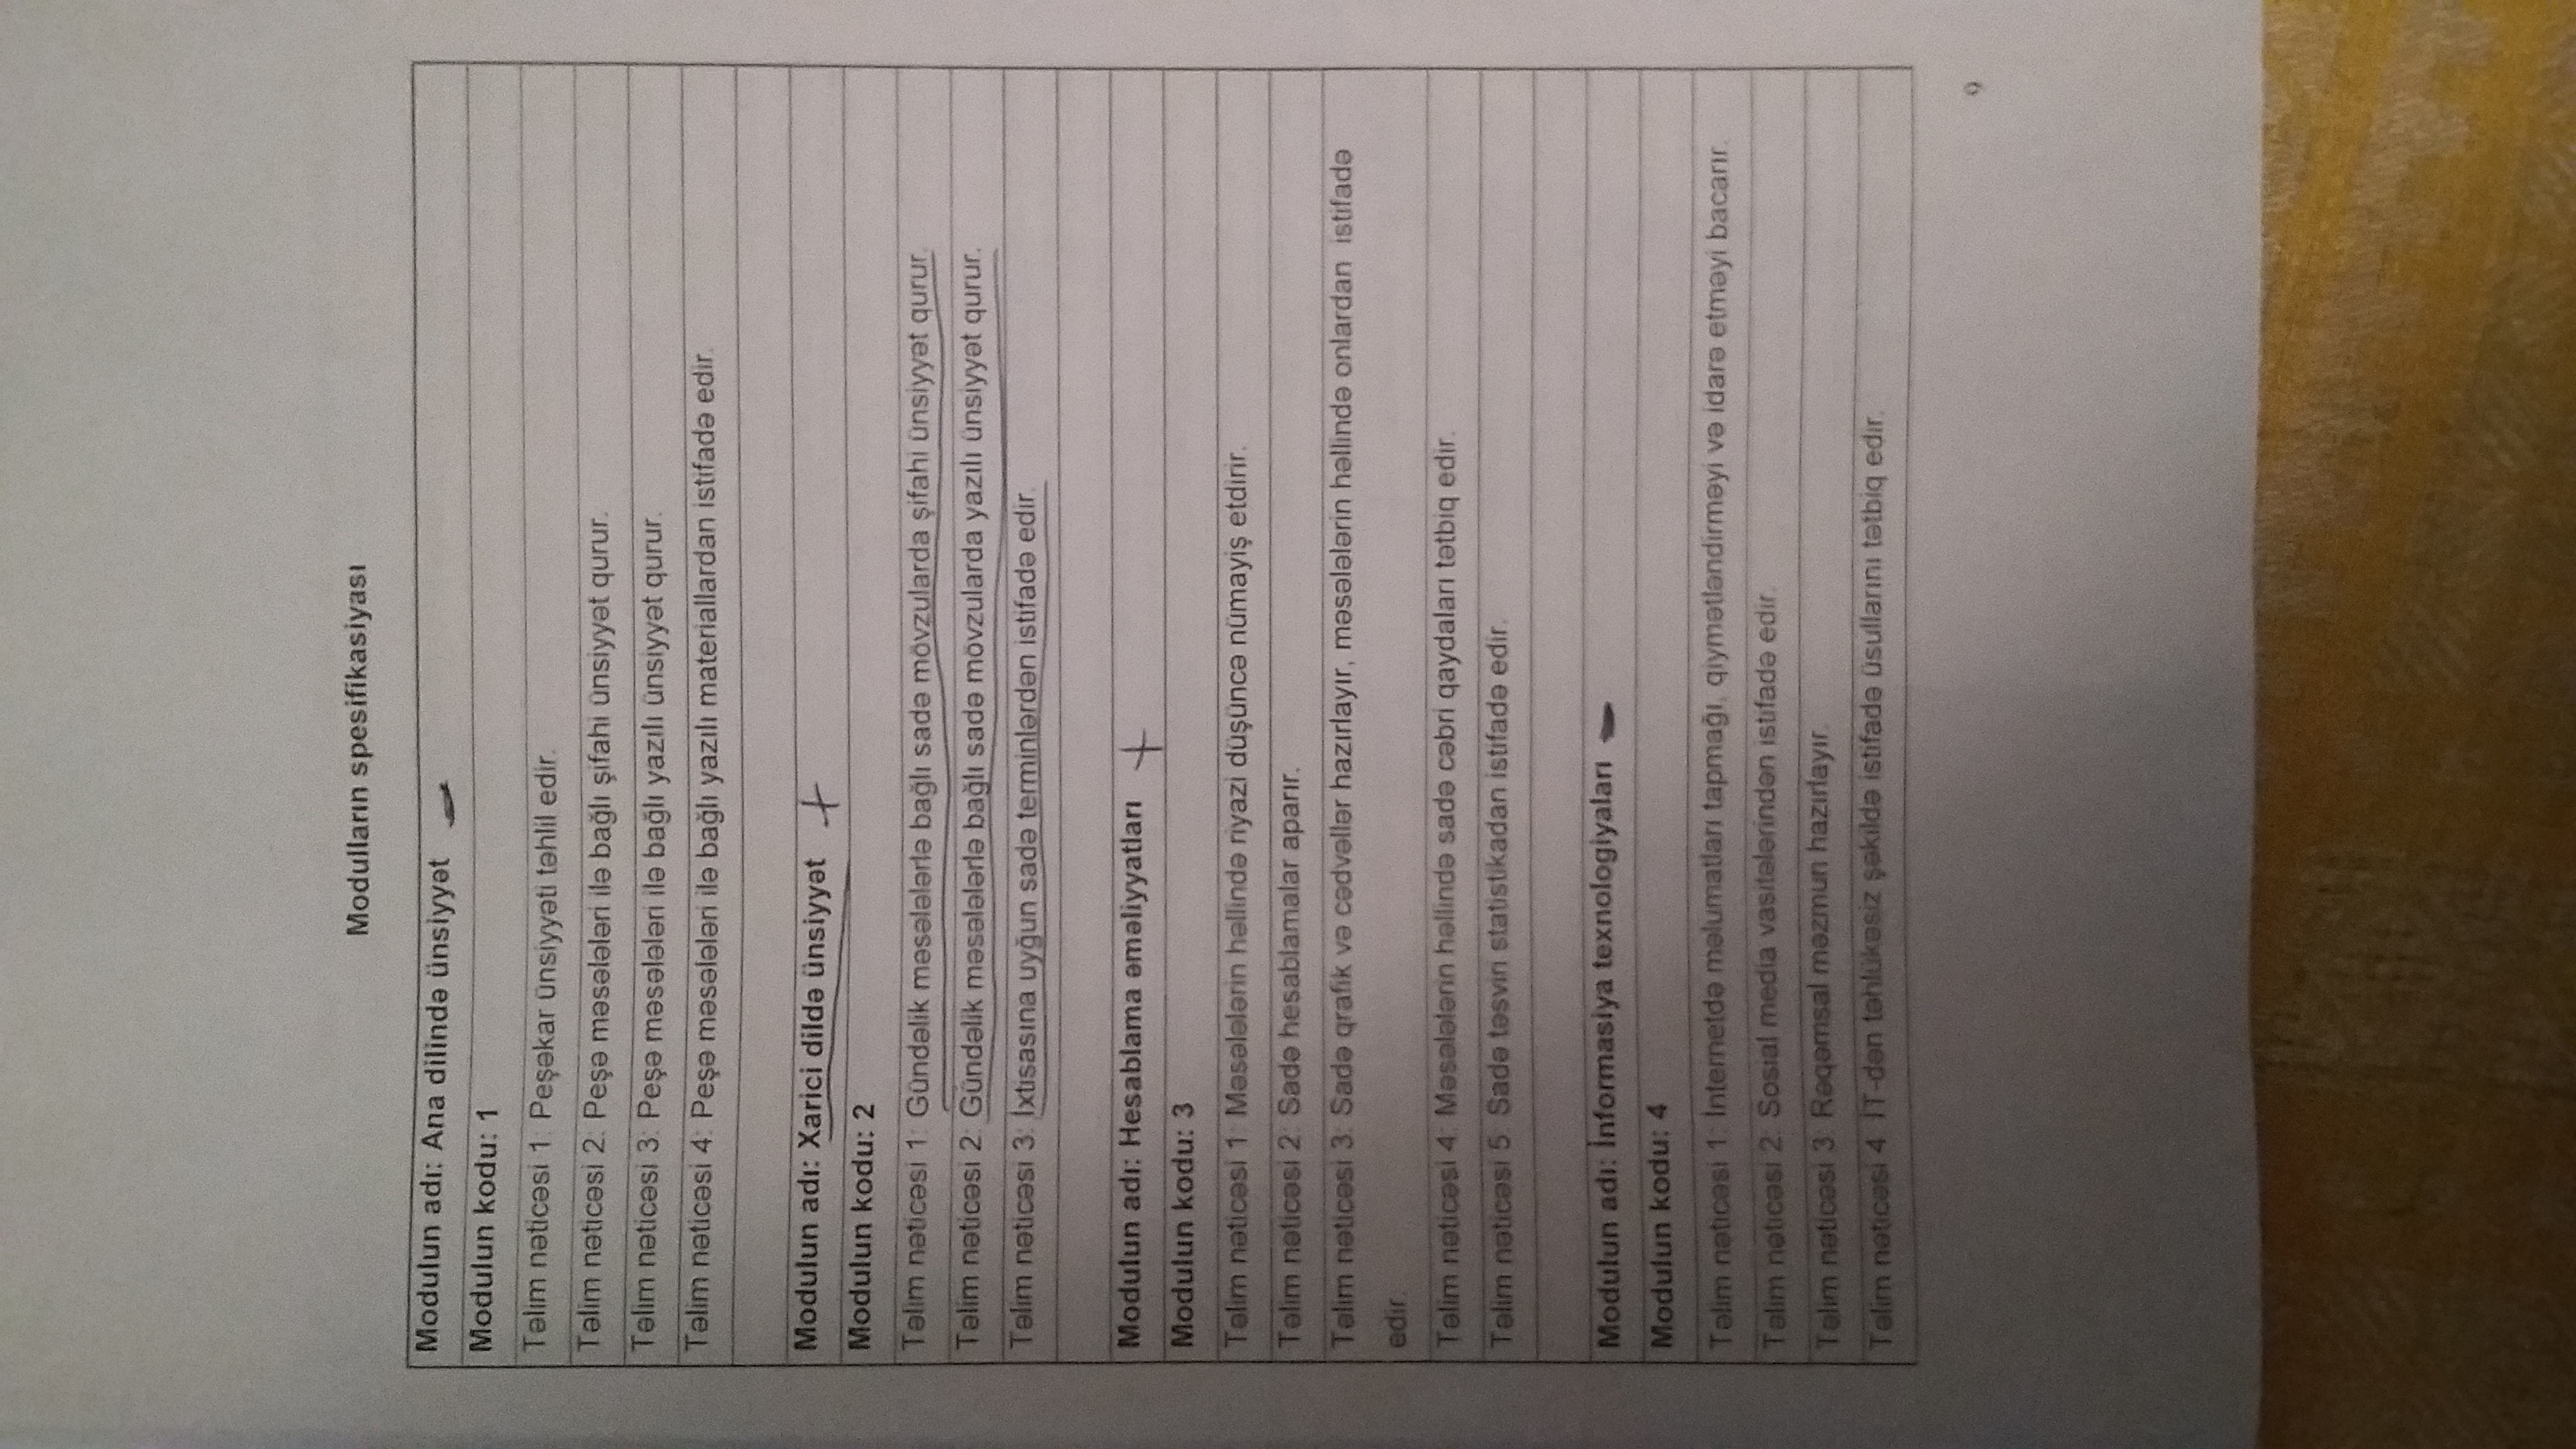 Modulların spesifikasiyası
Modulun adı: Ana dilində ünsiyyət
Modulun kodu: 1
Təlim nəticəsi 1: Peşəkar ünsiyyəti təhlil edir.
Təlim nəticəsi 2: Peşə məsələləri ilə bağlı şifahi ünsiyyət qurur.
Təlim nəticəsi 3: Peşə məsələləri ilə bağlı yazılı ünsiyyət qurur.
Təlim nəticəsi 4: Peşə məsələləri ilə bağlı yazılı materiallardan istifadə edir.
Modulun adı: Xarici dildə ünsiyyət +
Modulun kodu: 2
Təlim nəticəsi 1: Gündəlik məsələlərlə bağlı sadə mövzularda şifahi ünsiyyət qurur.
Təlim nəticəsi 2: Gündəlik məsələlərlə bağlı sadə mövzularda yazılı ünsiyyət qurur.
Təlim nəticəsi 3: İxtisasına uyğun sadə terminlərdən istifadə edir.
Modulun adı: Hesablama əməliyyatları +
Modulun kodu: 3
Təlim nəticəsi 1: Məsələlərin həllində riyazi düşüncə nümayiş etdirir.
Təlim nəticəsi 2: Sadə hesablamalar aparır.
Təlim nəticəsi 3: Sadə qrafik və cədvəllər hazırlayır, məsələlərin həllində onlardan istifadə
edir.
Təlim nəticəsi 4: Məsələlərin həllində sadə cəbri qaydaları tətbiq edir.
Təlim nəticəsi 5: Sadə təsviri statistikadan istifadə edir.
Modulun adı: İnformasiya texnologiyaları
Modulun kodu: 4
Təlim nəticəsi 1: İnternetdə məlumatları tapmağı, qiymətləndirməyi və idarə etməyi bacarır.
Təlim nəticəsi 2: Sosial media vasitələrindən istifadə edir.
Təlim nəticəsi 3: Rəqəmsal məzmun hazırlayır.
Təlim nəticəsi 4: İT-dən təhlükəsiz şəkildə istifadə üsullarını tətbiq edir.
9